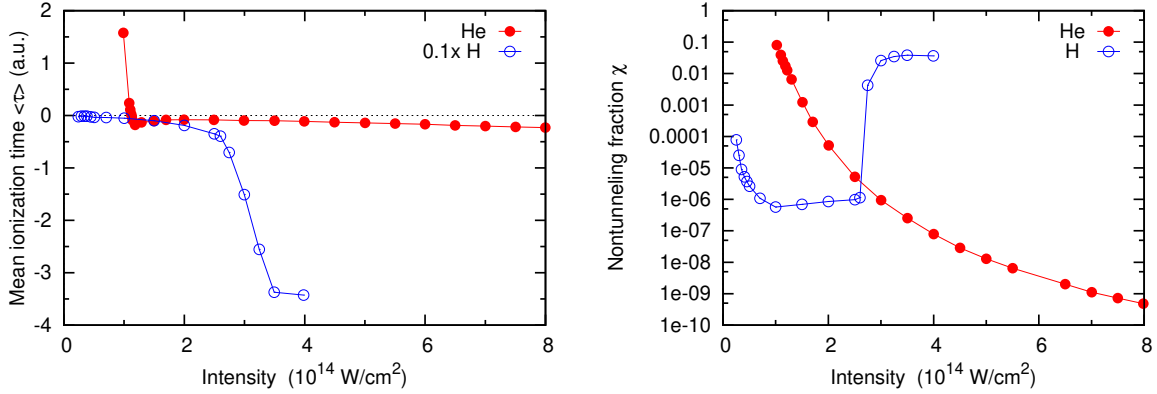 Mean ionization time <τ> (a.u.)
2
1
0
-1
-2
-3
-4
He
0.1x H
0 2 4 6 8
Intensity (10^14 W/cm^2)
Nontunneling fraction χ
1
0.1
0.01
0.001
0.0001
1e-05
1e-06
1e-07
1e-08
1e-09
1e-10
He
H
0 2 4 6 8
Intensity (10^14 W/cm^2)